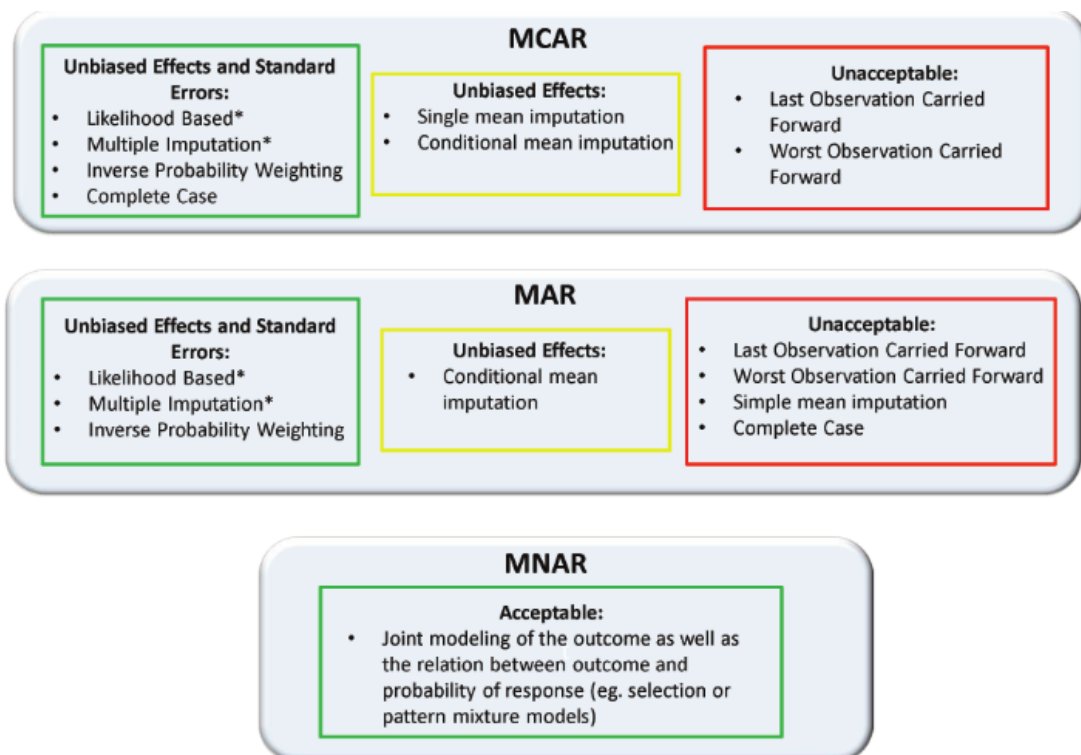 MCAR
Unbiased Effects and Standard
Errors:
• Likelihood Based*
• Multiple Imputation*
• Inverse Probability Weighting
• Complete Case
Unbiased Effects:
• Single mean imputation
• Conditional mean imputation
Unacceptable:
• Last Observation Carried
Forward
• Worst Observation Carried
Forward
MAR
Unbiased Effects and Standard
Errors:
• Likelihood Based*
• Multiple Imputation*
• Inverse Probability Weighting
Unbiased Effects:
• Conditional mean
imputation
Unacceptable:
• Last Observation Carried Forward
• Worst Observation Carried Forward
• Simple mean imputation
• Complete Case
MNAR
Acceptable:
• Joint modeling of the outcome as well as
the relation between outcome and
probability of response (eg. selection or
pattern mixture models)